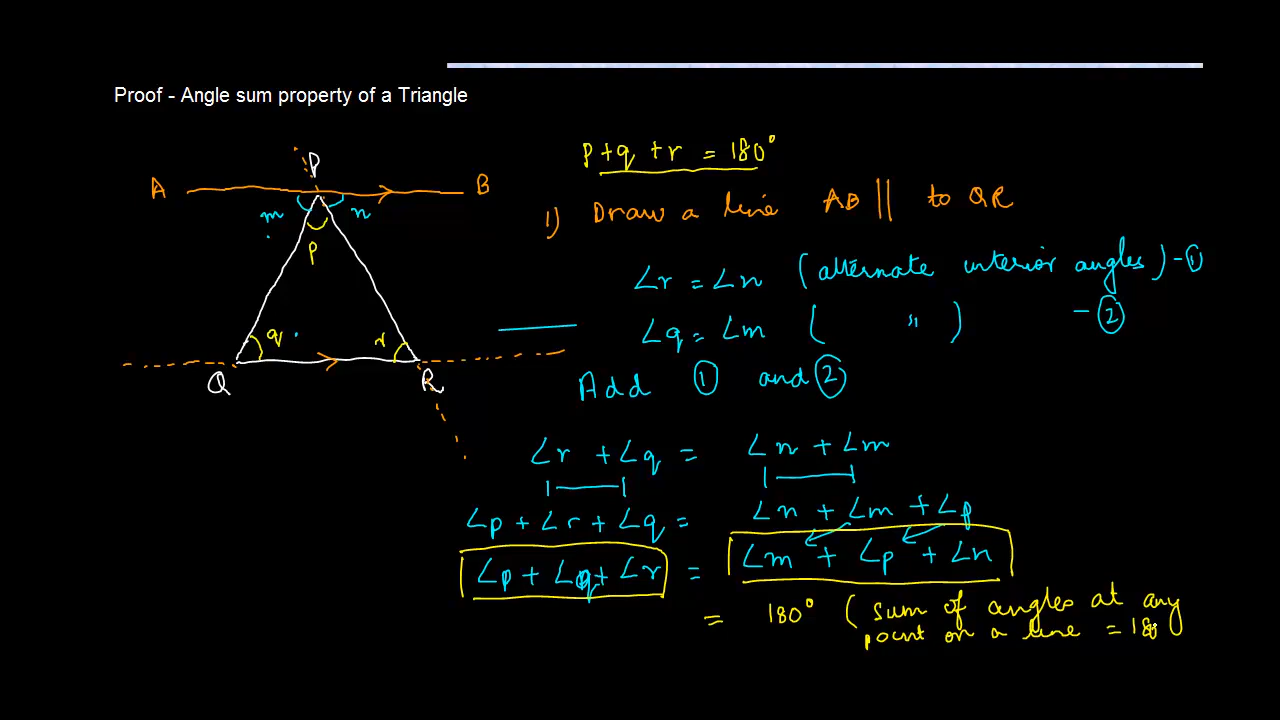 Proof - Angle sum property of a Triangle
p+q+r = 180°
P
A B
m n
p
q r
Q R
1) Draw a line AB || to QR
∠r = ∠n (alternate interior angles) - ①
∠q = ∠m ( " ) - ②
Add ① and ②
∠r + ∠q = ∠n + ∠m
∠p + ∠r + ∠q = ∠n + ∠m + ∠p
∠p + ∠q + ∠r = ∠m + ∠p + ∠n
= 180° (sum of angles at any
point on a line = 180)